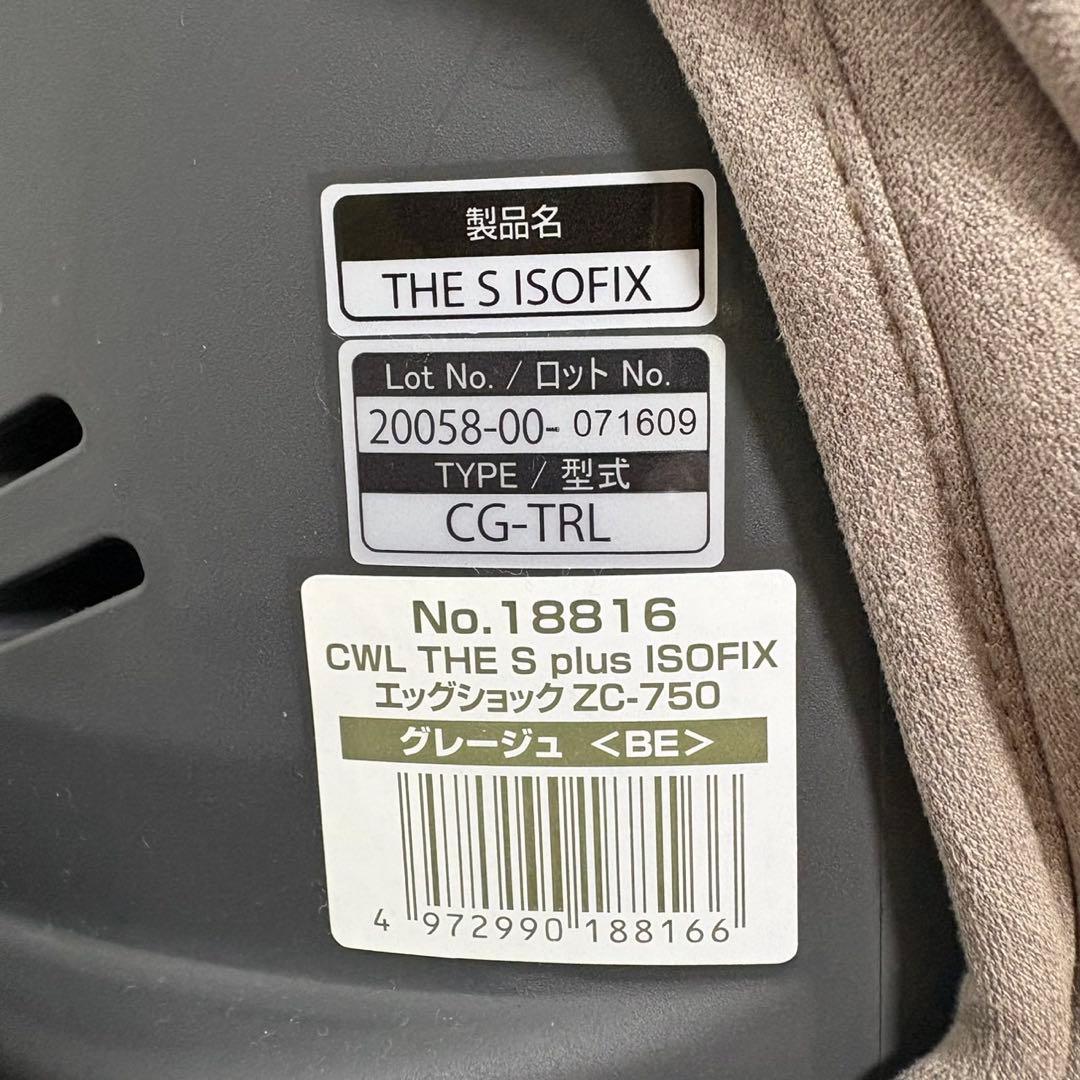 製品名
THE S ISOFIX
Lot No. / ロット No.
20058-00- 071609
TYPE / 型式
CG-TRL
No.18816
CWL THE S plus ISOFIX
エッグショック ZC-750
グレージュ <BE>
4 972990 188166